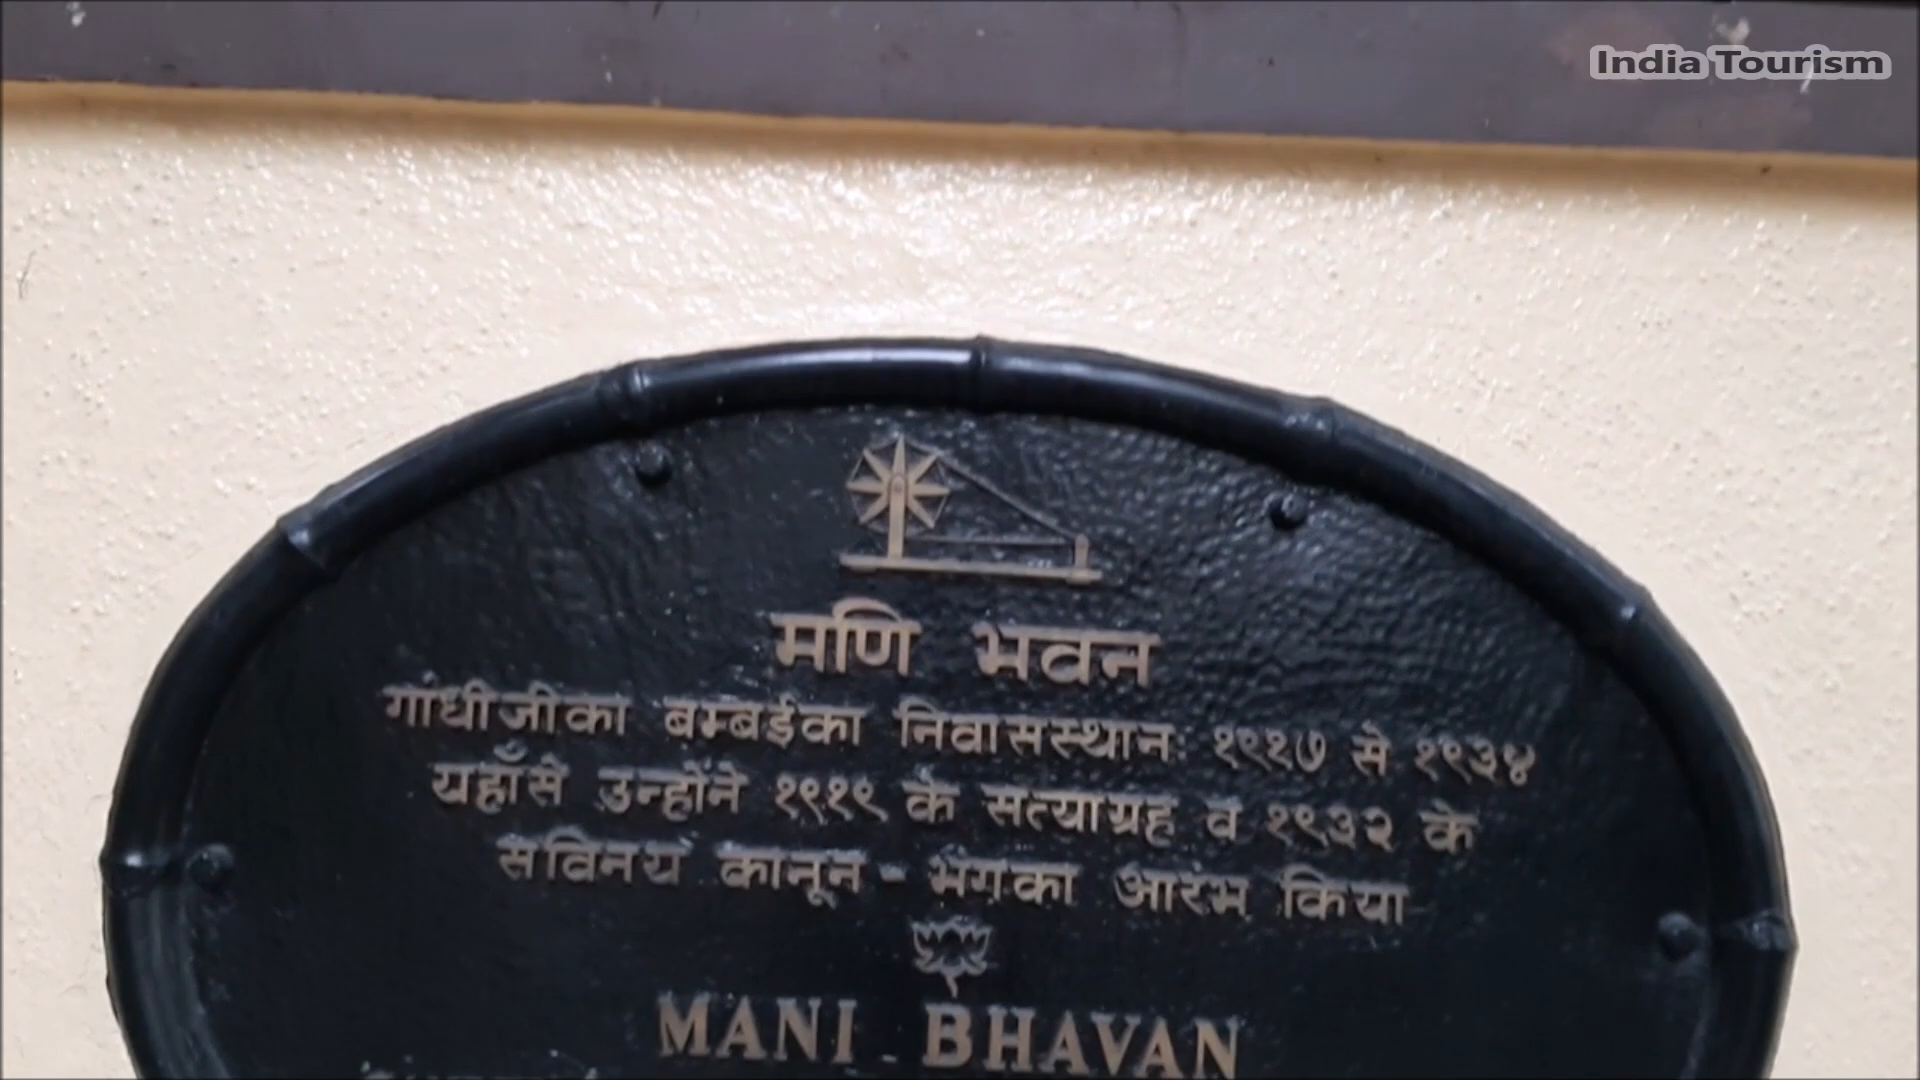 India Tourism
मणि भवन
गांधीजीका बम्बईका निवासस्थान: १९१७ से १९३४
यहाँसे उन्होंने १९१९ के सत्याग्रह व १९३२ के
सविनय कानून - भंगका आरंभ किया
MANI BHAVAN